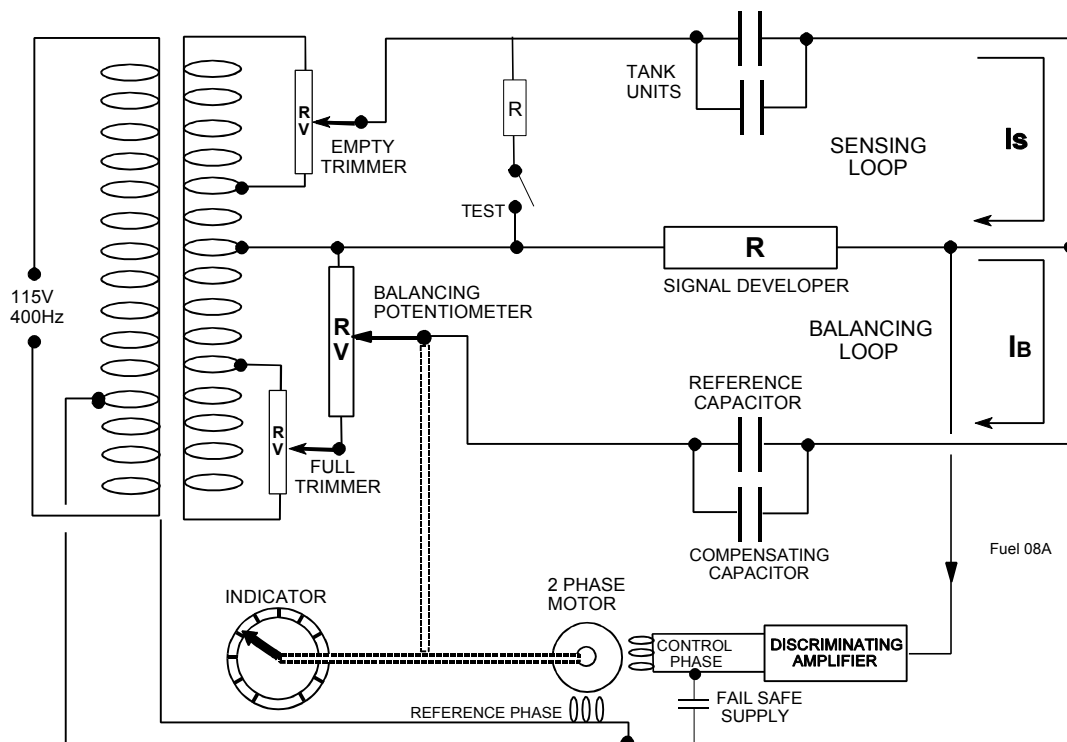 115V
400Hz
R
V
EMPTY
TRIMMER
R
TEST
TANK
UNITS
SENSING
LOOP
Is
R
SIGNAL DEVELOPER
R
V
BALANCING
POTENTIOMETER
BALANCING
LOOP
IB
R
V
FULL
TRIMMER
REFERENCE
CAPACITOR
COMPENSATING
CAPACITOR
Fuel 08A
INDICATOR
2 PHASE
MOTOR
CONTROL
PHASE
DISCRIMINATING
AMPLIFIER
REFERENCE PHASE
FAIL SAFE
SUPPLY